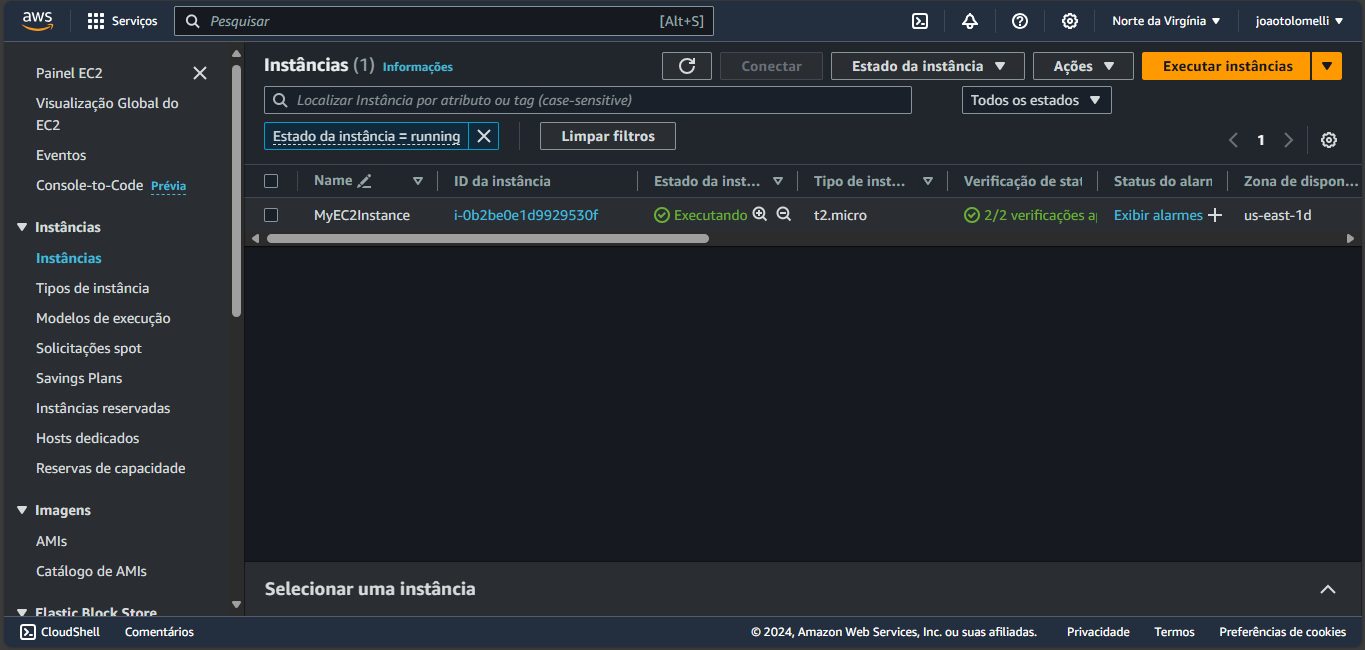 aws
Serviços
Pesquisar
[Alt+S]
Norte da Virgínia
joaotolomelli
Painel EC2
Visualização Global do
EC2
Eventos
Console-to-Code Prévia
Instâncias
Instâncias
Tipos de instância
Modelos de execução
Solicitações spot
Savings Plans
Instâncias reservadas
Hosts dedicados
Reservas de capacidade
Imagens
AMIs
Catálogo de AMIs
Elastic Block Store
Instâncias (1) Informações
Conectar
Estado da instância
Ações
Executar instâncias
Localizar Instância por atributo ou tag (case-sensitive)
Todos os estados
Estado da instância = running
Limpar filtros
1
Name
ID da instância
Estado da inst...
Tipo de inst...
Verificação de stat
Status do alarn
Zona de dispon...
MyEC2Instance
i-0b2be0e1d9929530f
Executando
t2.micro
2/2 verificações ap
Exibir alarmes
us-east-1d
Selecionar uma instância
CloudShell
Comentários
© 2024, Amazon Web Services, Inc. ou suas afiliadas.
Privacidade
Termos
Preferências de cookies